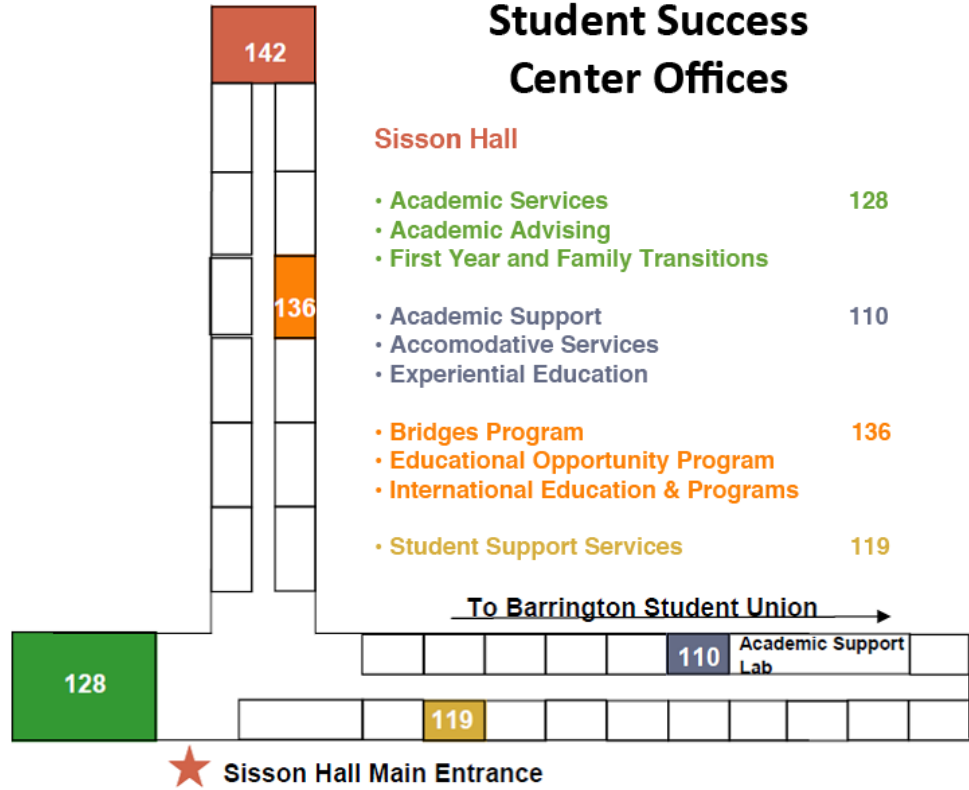 Student Success
Center Offices
142
Sisson Hall
• Academic Services 128
• Academic Advising
• First Year and Family Transitions
136
• Academic Support 110
• Accomodative Services
• Experiential Education
• Bridges Program 136
• Educational Opportunity Program
• International Education & Programs
• Student Support Services 119
To Barrington Student Union
128
110
Academic Support
Lab
119
Sisson Hall Main Entrance